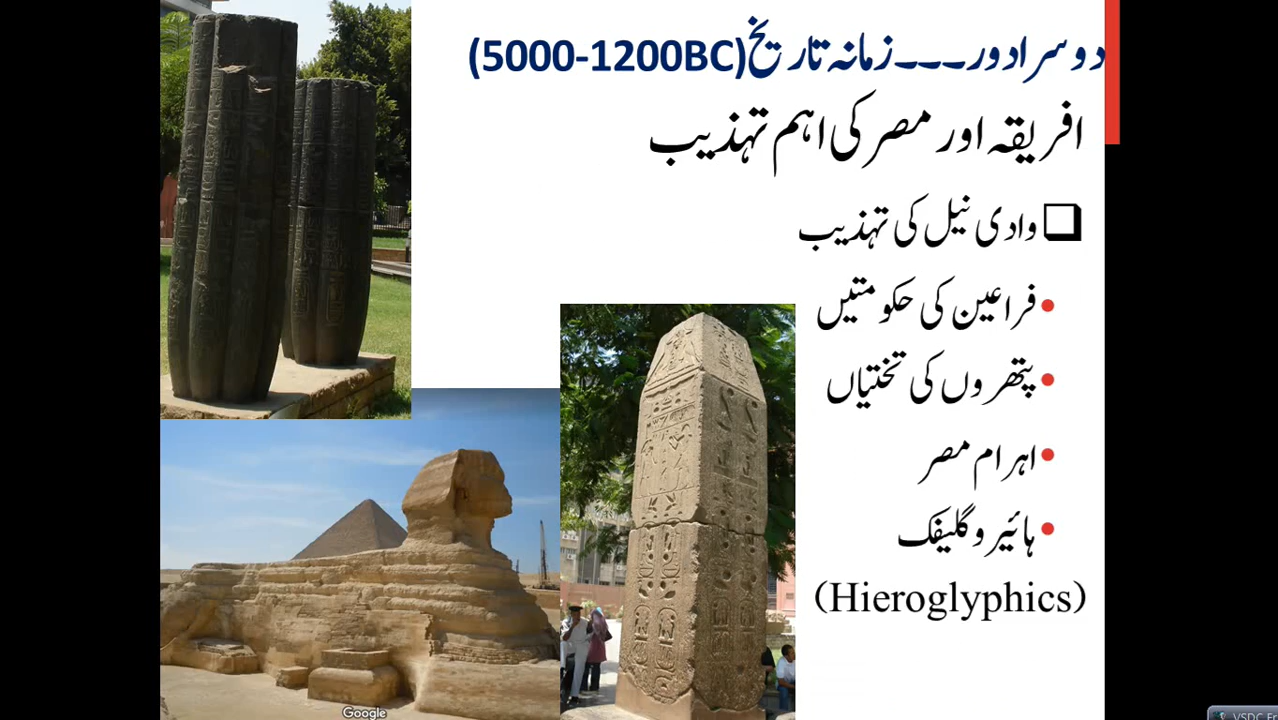 دوسرا دور۔۔۔زمانہ تاریخ(5000-1200BC)
افریقہ اور مصر کی اہم تہذیب
❑ وادی نیل کی تہذیب
• فراعین کی حکومتیں
• پتھروں کی تختیاں
• اہرام مصر
• ہائیروگلیفک
(Hieroglyphics)
Google